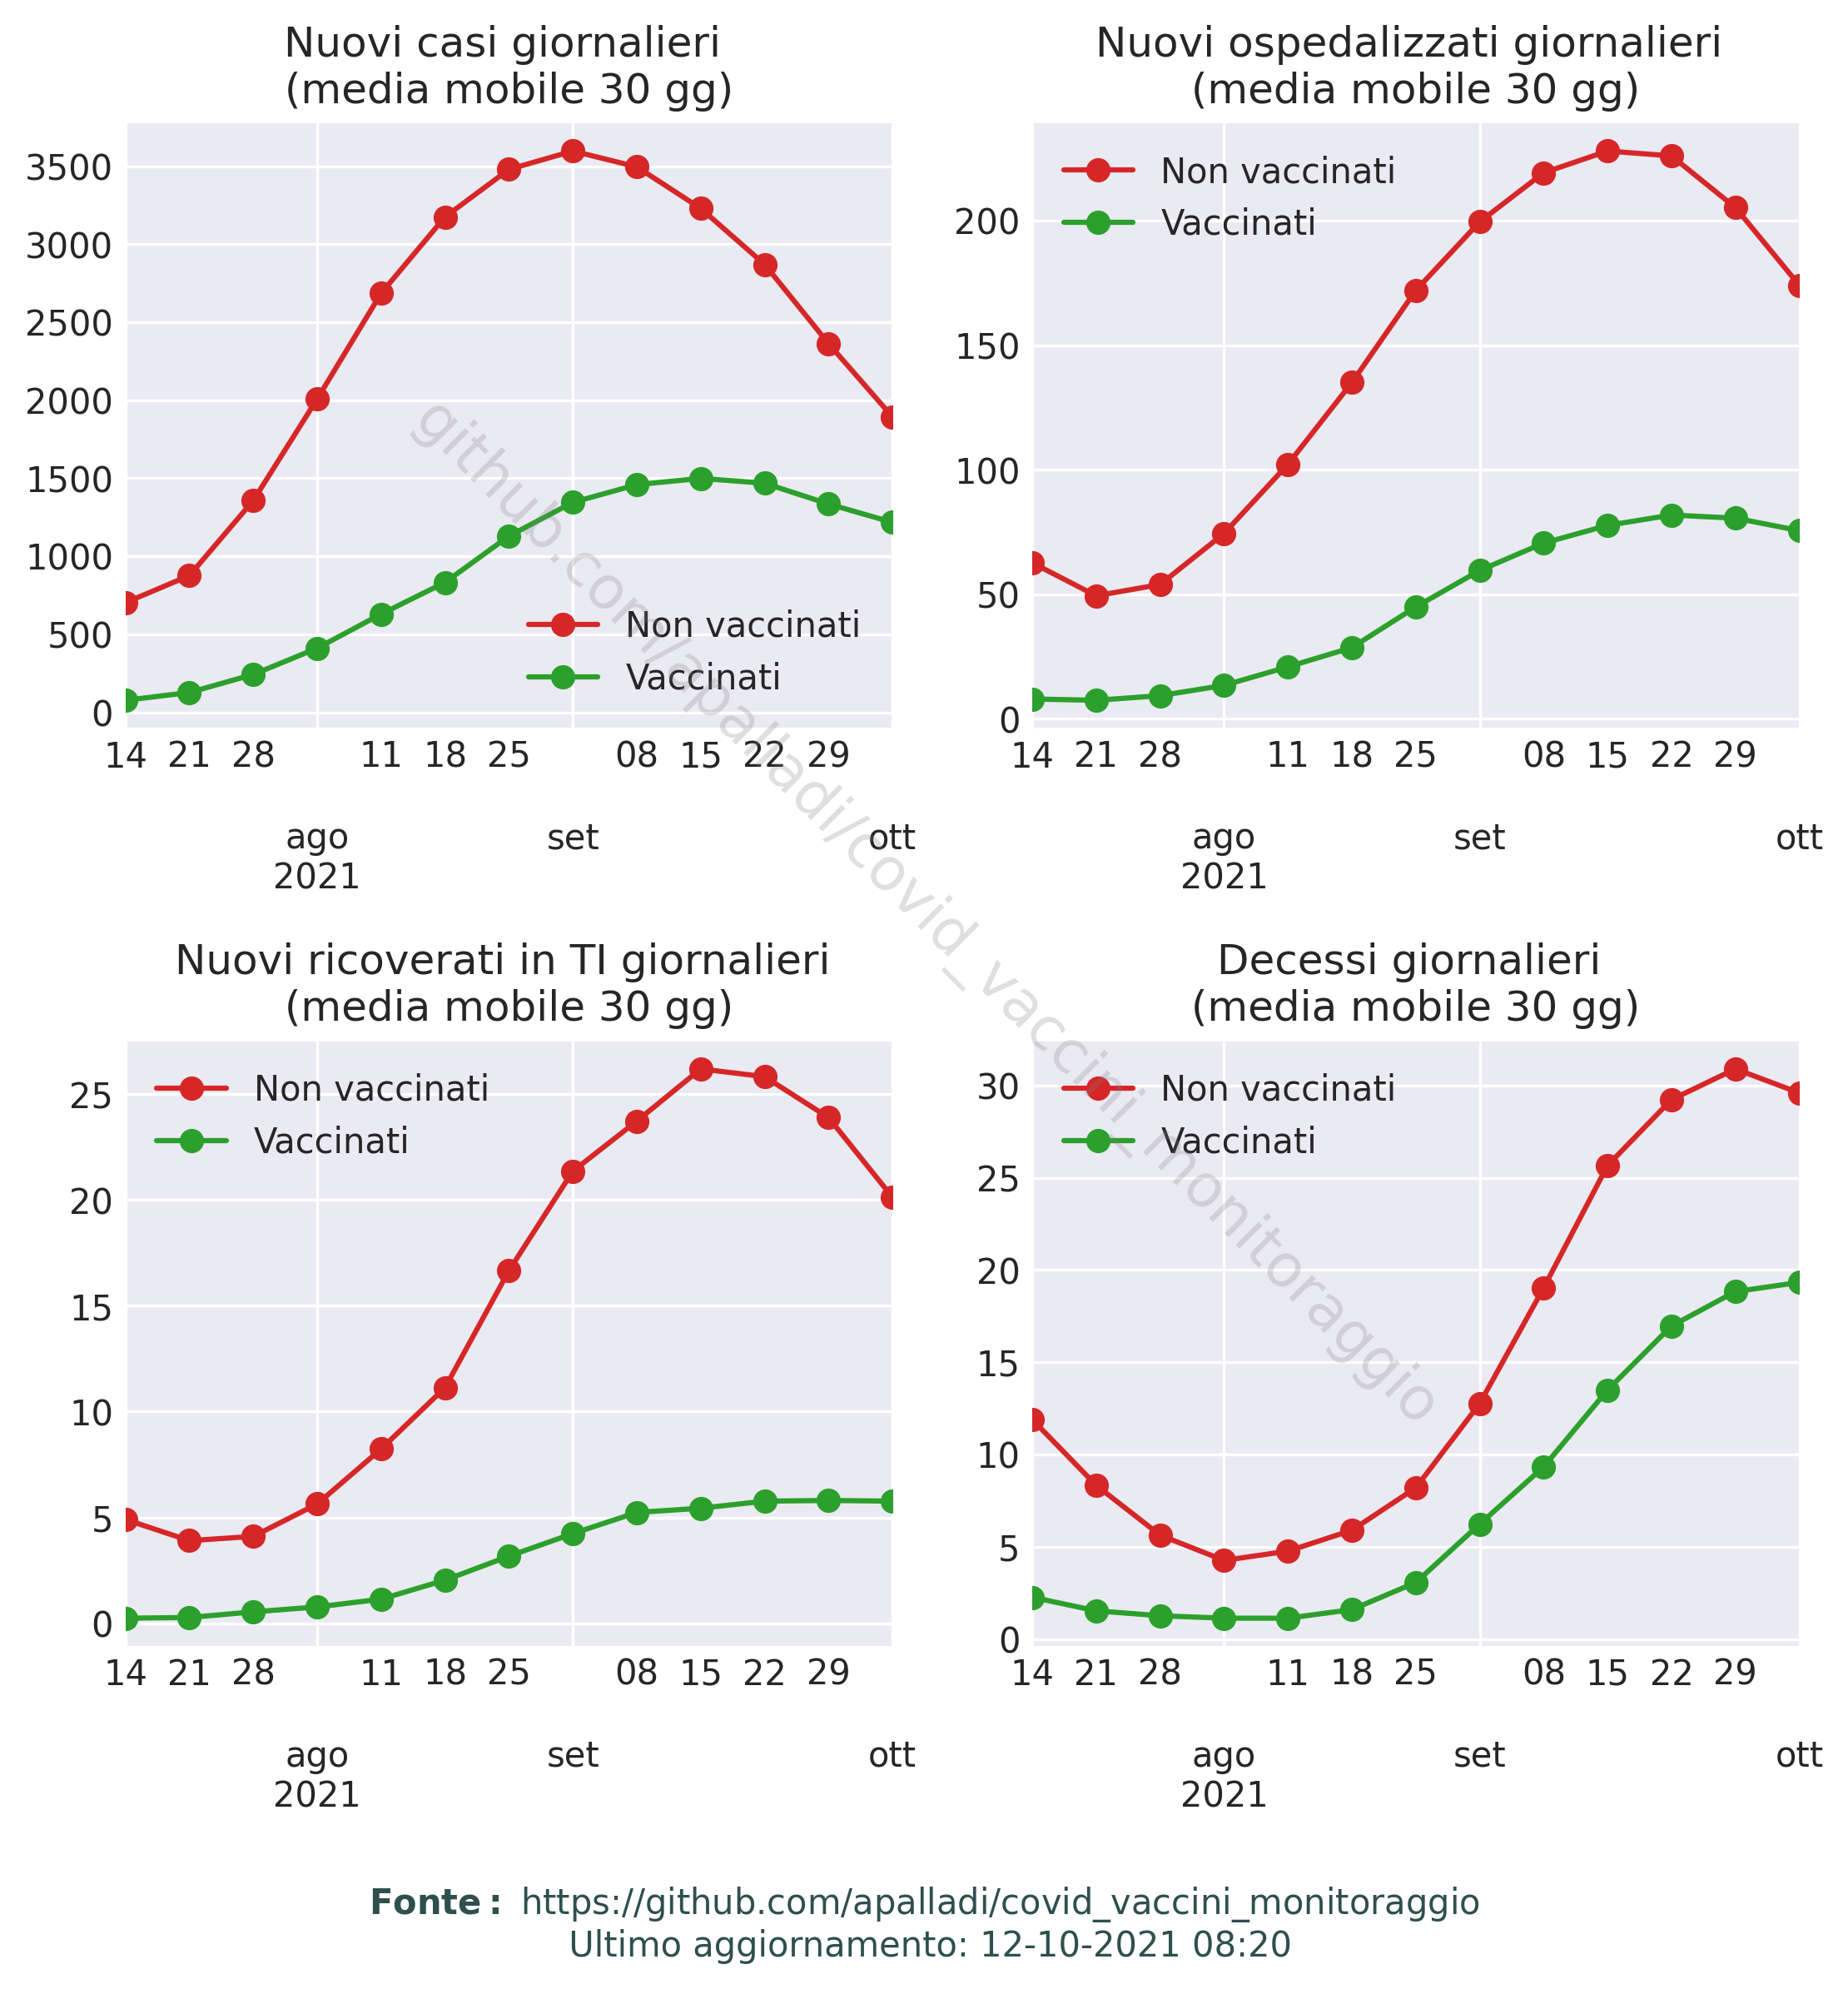 Nuovi casi giornalieri
(media mobile 30 gg)
3500
3000
2500
2000
1500
1000
500
0
Non vaccinati
Vaccinati
14 21 28 11 18 25 08 15 22 29
ago set ott
2021
Nuovi ospedalizzati giornalieri
(media mobile 30 gg)
200
150
100
50
0
Non vaccinati
Vaccinati
14 21 28 11 18 25 08 15 22 29
ago set ott
2021
Nuovi ricoverati in TI giornalieri
(media mobile 30 gg)
25
20
15
10
5
0
Non vaccinati
Vaccinati
14 21 28 11 18 25 08 15 22 29
ago set ott
2021
Decessi giornalieri
(media mobile 30 gg)
30
25
20
15
10
5
0
Non vaccinati
Vaccinati
14 21 28 11 18 25 08 15 22 29
ago set ott
2021
github.com/apalladi/covid_vaccini_monitoraggio
Fonte: https://github.com/apalladi/covid_vaccini_monitoraggio
Ultimo aggiornamento: 12-10-2021 08:20